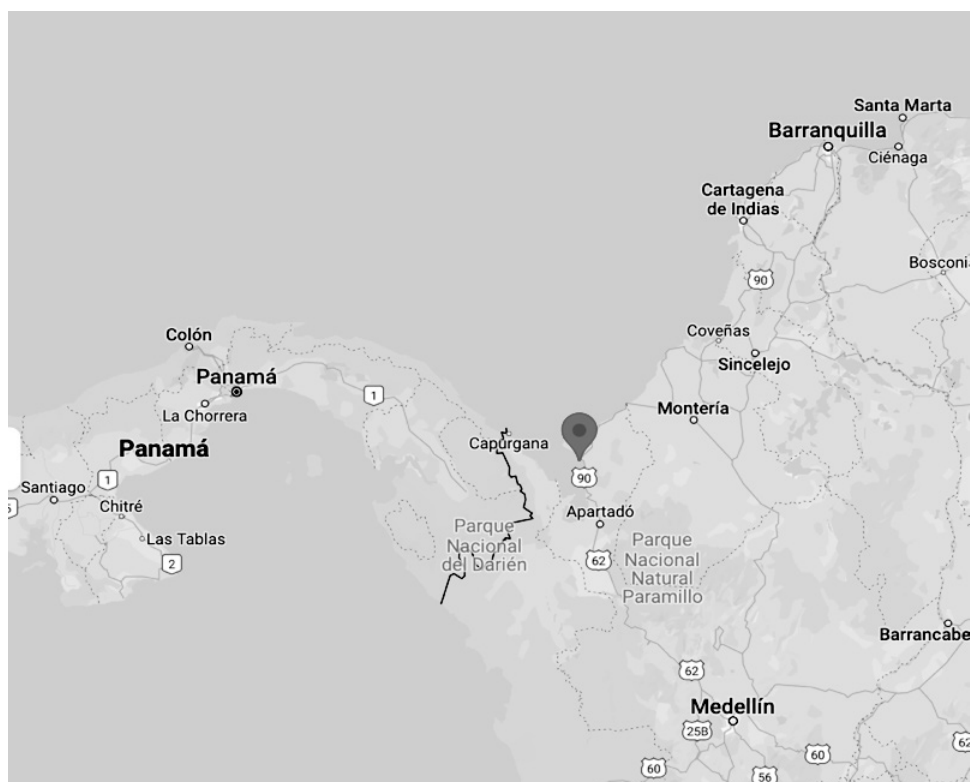 Santa Marta
Barranquilla
Ciénaga
Cartagena
de Indias
Bosconi
90
Coveñas
Colón
Sincelejo
Panamá
1
La Chorrera
Montería
Capurgana
Panamá
90
1
Santiago
Chitré
Apartadó
Las Tablas
Parque
Nacional
del Darién
Parque
Nacional
Natural
Paramillo
2
62
Barrancabe
62
Medellín
25B
60
62
60
56